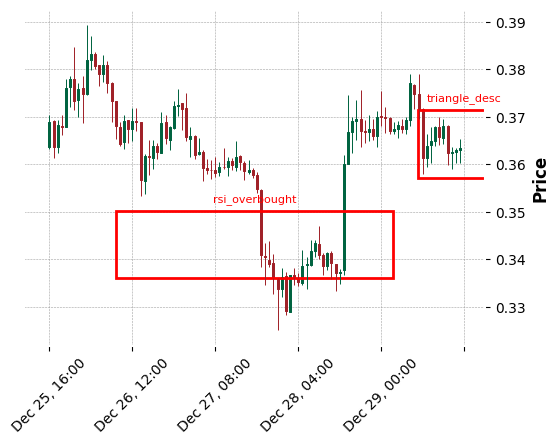 0.39
0.38
triangle_desc
0.37
0.36
Price
rsi_overbought
0.35
0.34
0.33
Dec 25, 16:00
Dec 26, 12:00
Dec 27, 08:00
Dec 28, 04:00
Dec 29, 00:00